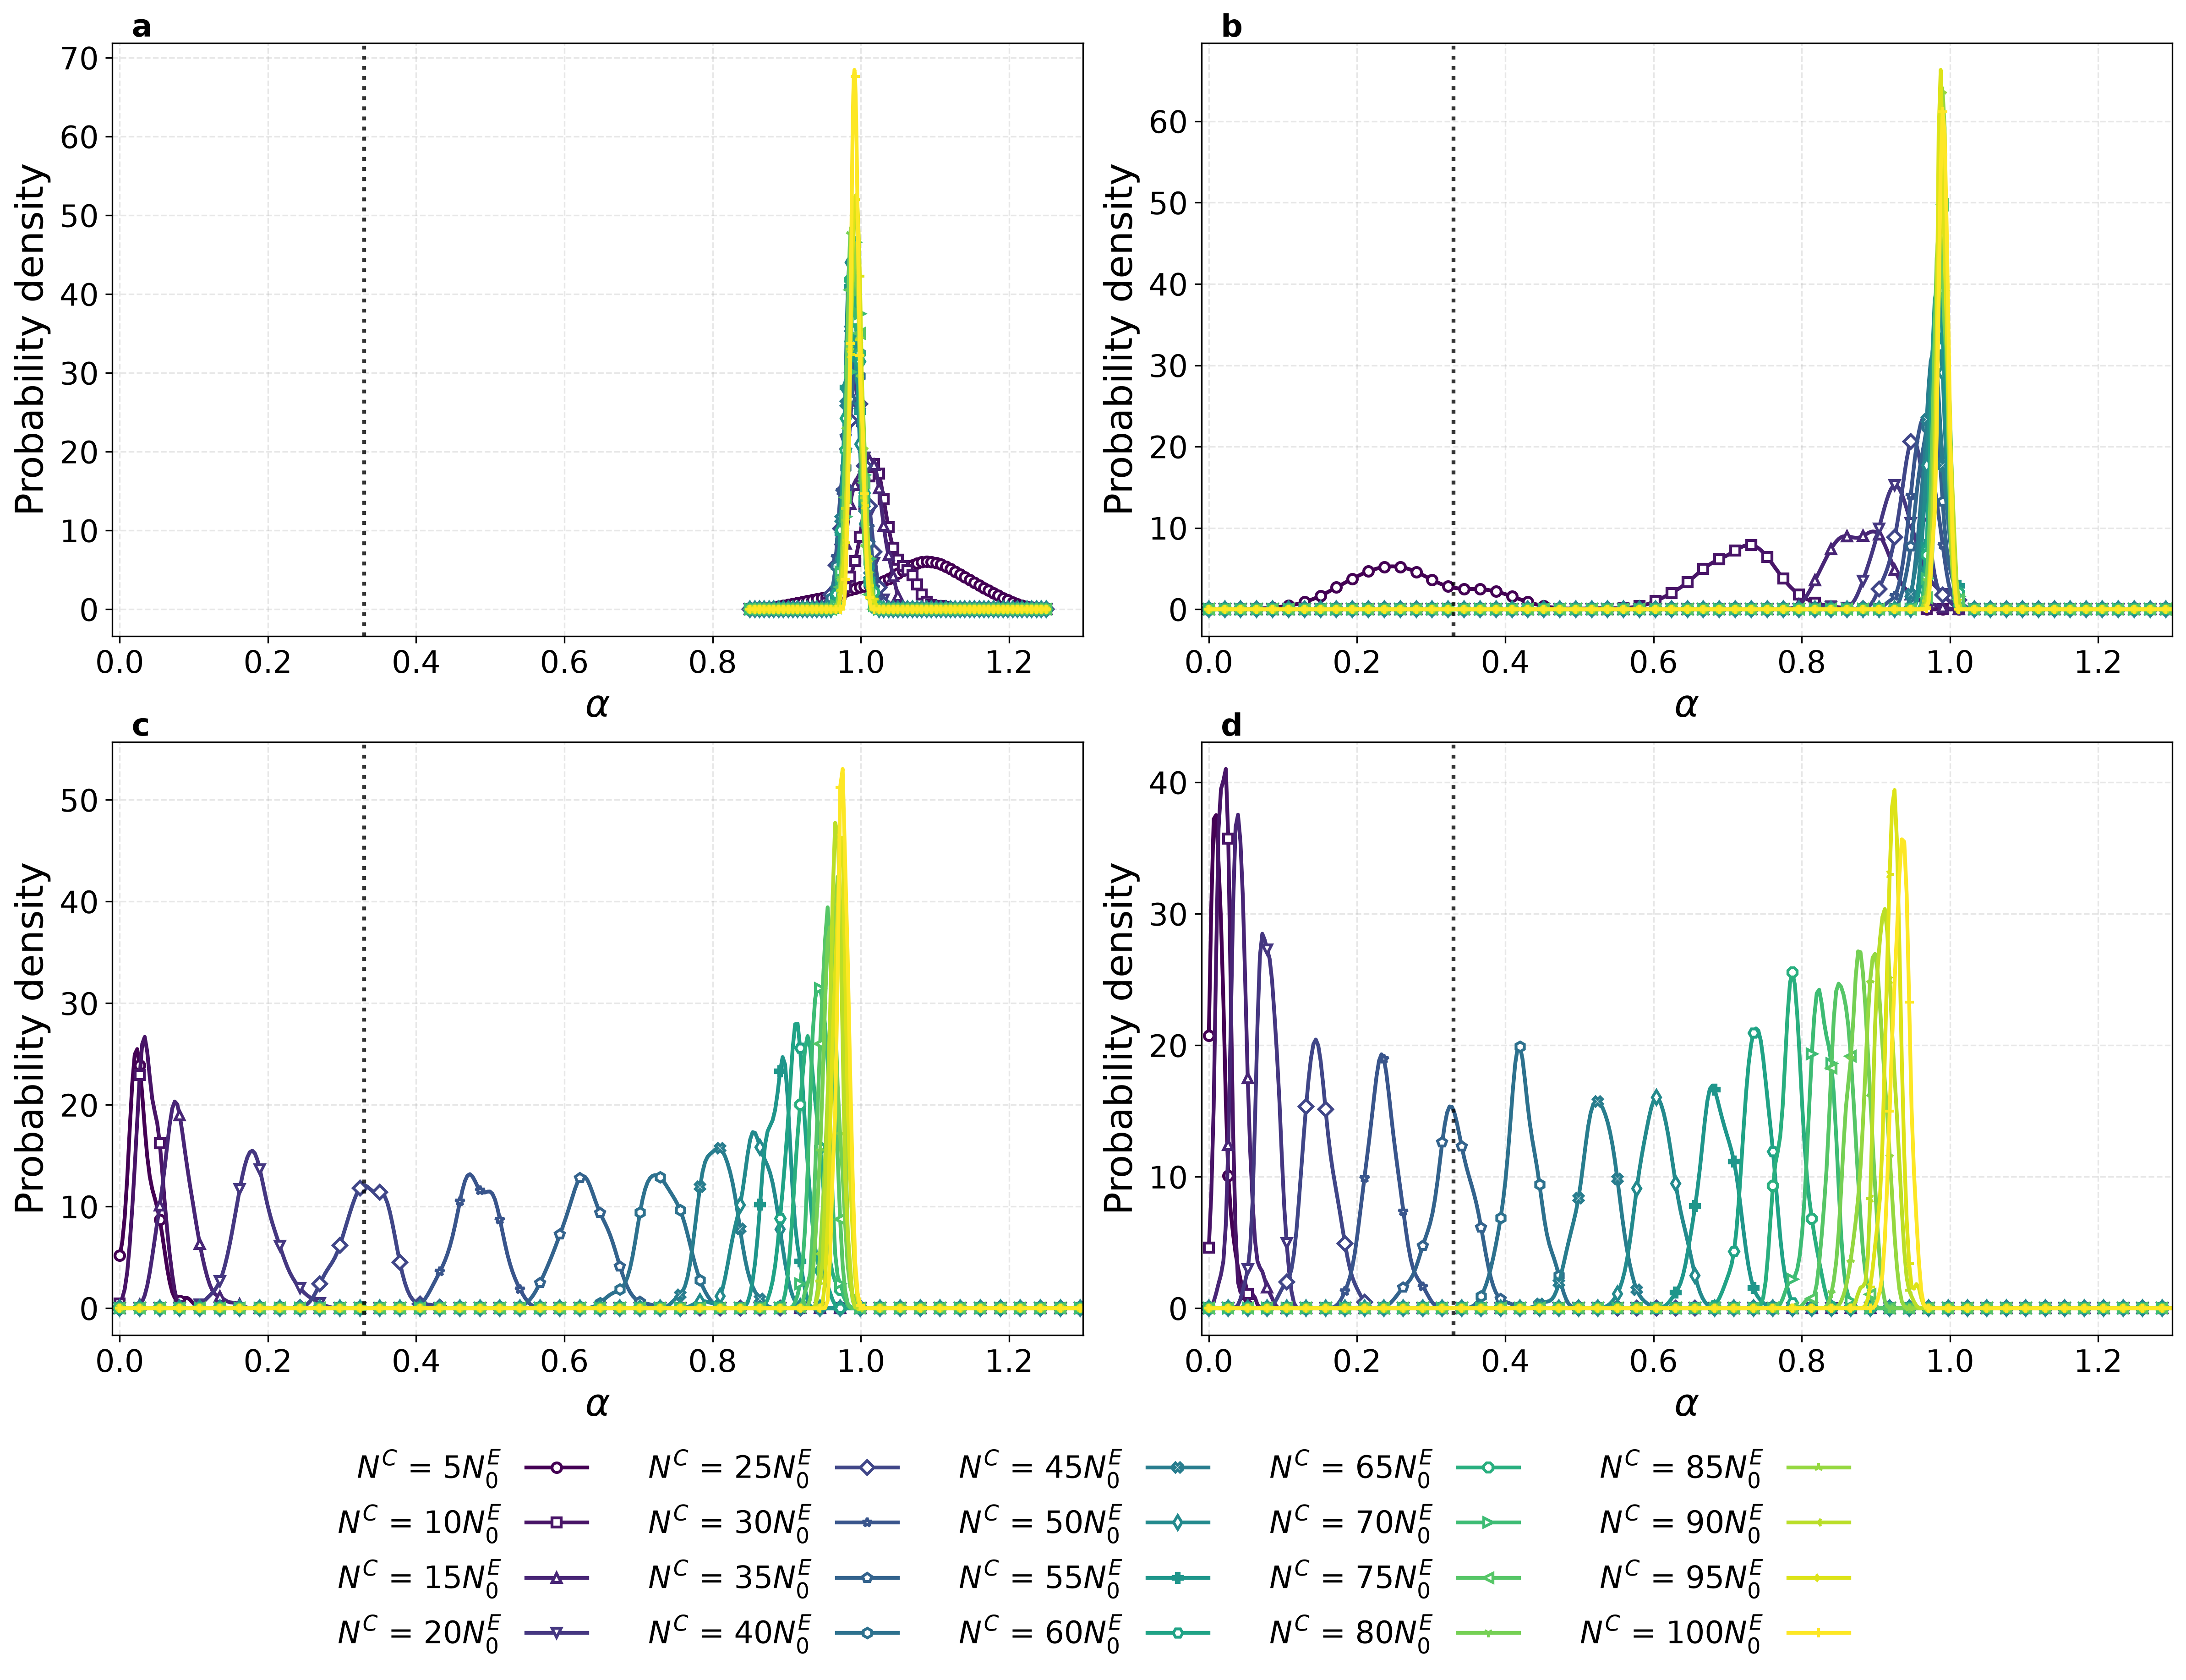 a
b
70
60
50
40
30
20
10
0
Probability density
0.0 0.2 0.4 0.6 0.8 1.0 1.2
α
60
50
40
30
20
10
0
Probability density
0.0 0.2 0.4 0.6 0.8 1.0 1.2
α
c
d
50
40
30
20
10
0
Probability density
0.0 0.2 0.4 0.6 0.8 1.0 1.2
α
40
30
20
10
0
Probability density
0.0 0.2 0.4 0.6 0.8 1.0 1.2
α
N^C = 5N_0^E
N^C = 10N_0^E
N^C = 15N_0^E
N^C = 20N_0^E
N^C = 25N_0^E
N^C = 30N_0^E
N^C = 35N_0^E
N^C = 40N_0^E
N^C = 45N_0^E
N^C = 50N_0^E
N^C = 55N_0^E
N^C = 60N_0^E
N^C = 65N_0^E
N^C = 70N_0^E
N^C = 75N_0^E
N^C = 80N_0^E
N^C = 85N_0^E
N^C = 90N_0^E
N^C = 95N_0^E
N^C = 100N_0^E